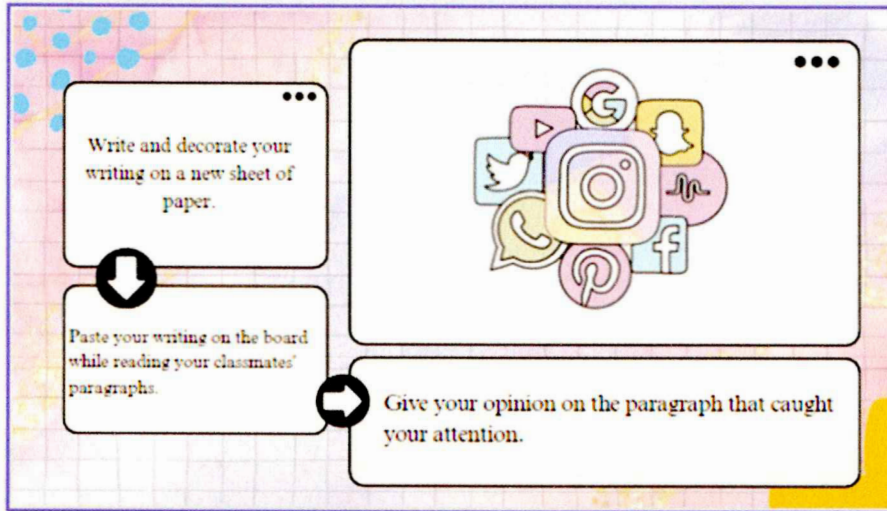 Write and decorate your
writing on a new sheet of
paper.
Paste your writing on the board
while reading your classmates'
paragraphs.
Give your opinion on the paragraph that caught
your attention.